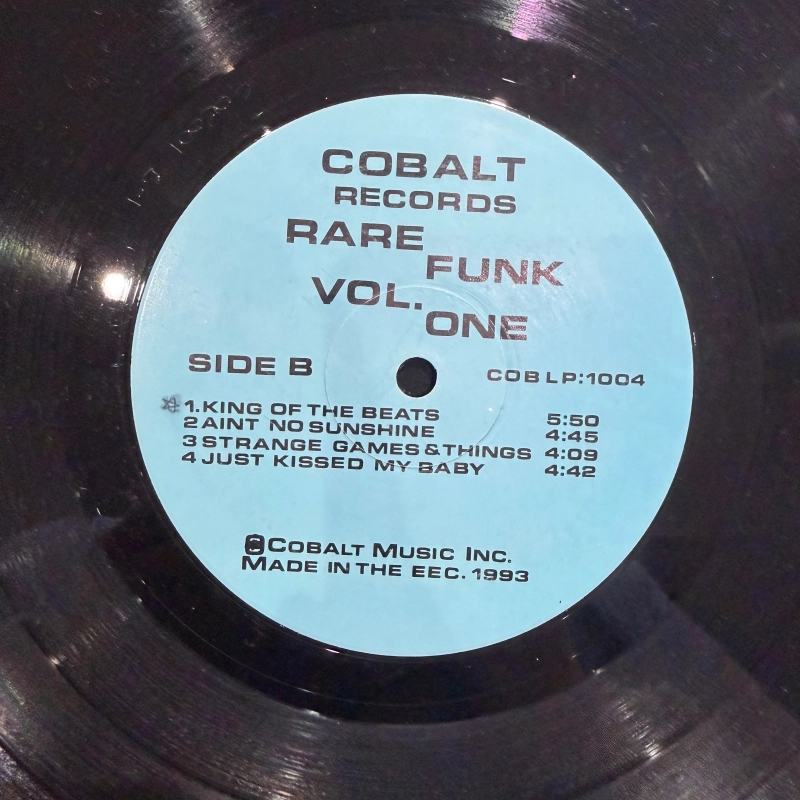 COBALT
RECORDS
RARE
FUNK
VOL.
ONE
SIDE B
COB LP:1004
1. KING OF THE BEATS 5:50
2 AINT NO SUNSHINE 4:45
3 STRANGE GAMES & THINGS 4:09
4 JUST KISSED MY BABY 4:42
© COBALT MUSIC INC.
MADE IN THE EEC. 1993